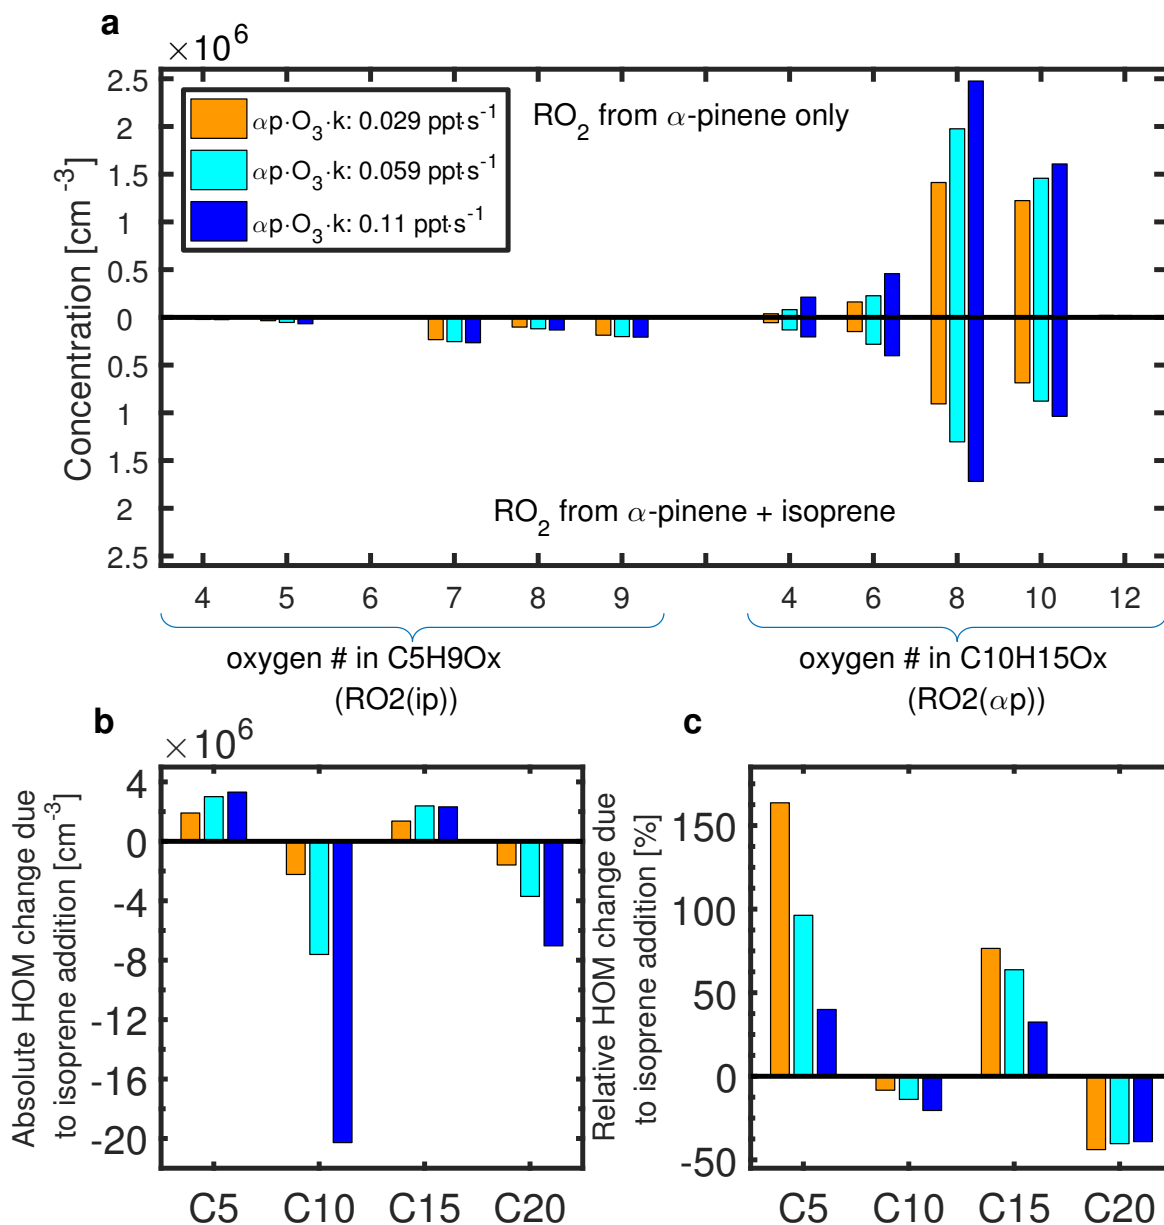 a
×10^6
RO2 from α-pinene only
αp·O3·k: 0.029 ppt·s^-1
αp·O3·k: 0.059 ppt·s^-1
αp·O3·k: 0.11 ppt·s^-1
Concentration [cm^-3]
2.5
2
1.5
1
0.5
0
0.5
1
1.5
2
2.5
RO2 from α-pinene + isoprene
4 5 6 7 8 9 4 6 8 10 12
oxygen # in C5H9Ox
(RO2(ip))
oxygen # in C10H15Ox
(RO2(αp))
b
×10^6
Absolute HOM change due
to isoprene addition [cm^-3]
4
0
-4
-8
-12
-16
-20
C5 C10 C15 C20
c
Relative HOM change due
to isoprene addition [%]
150
100
50
0
-50
C5 C10 C15 C20